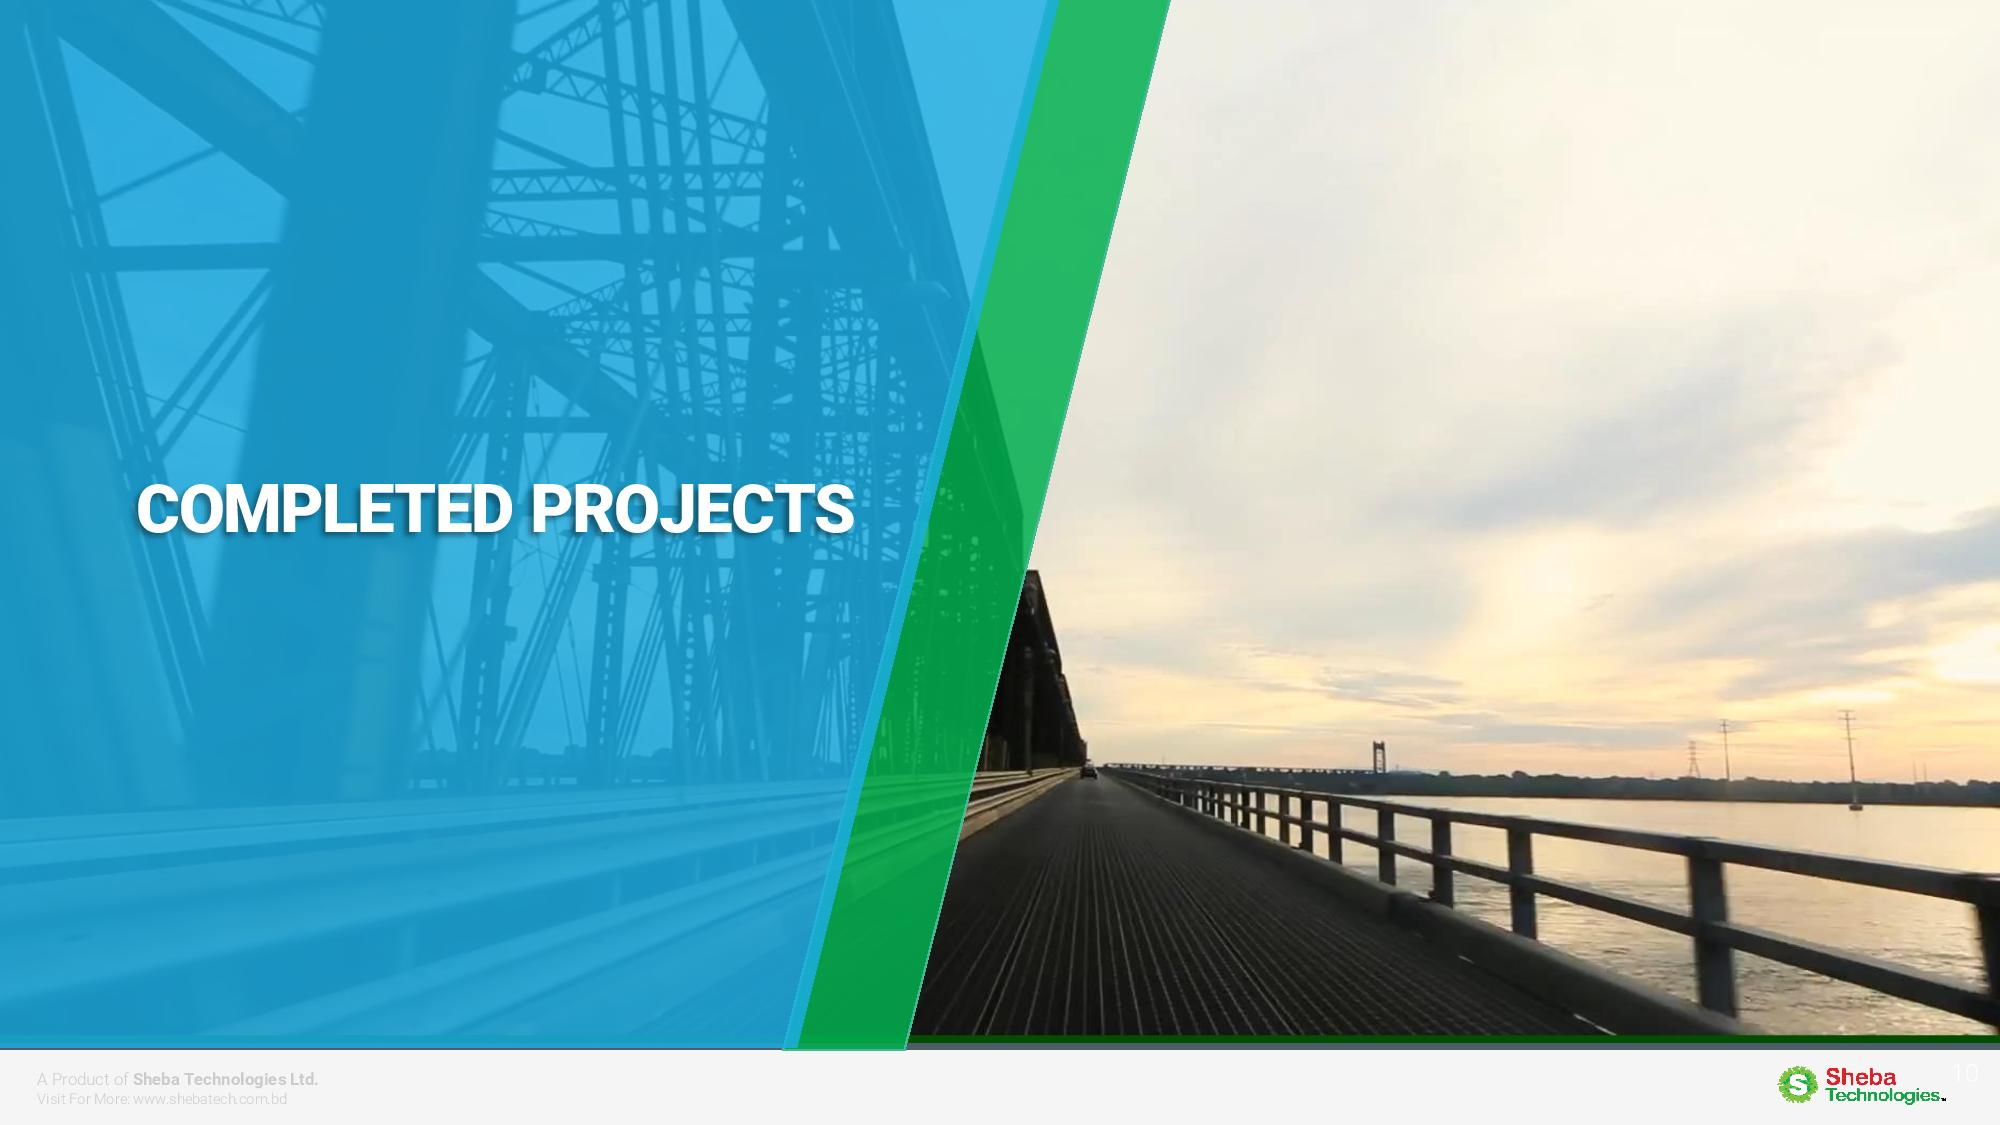 COMPLETED PROJECTS
A Product of Sheba Technologies Ltd.
Visit For More: www.shebatech.com.bd
Sheba
Technologies
10